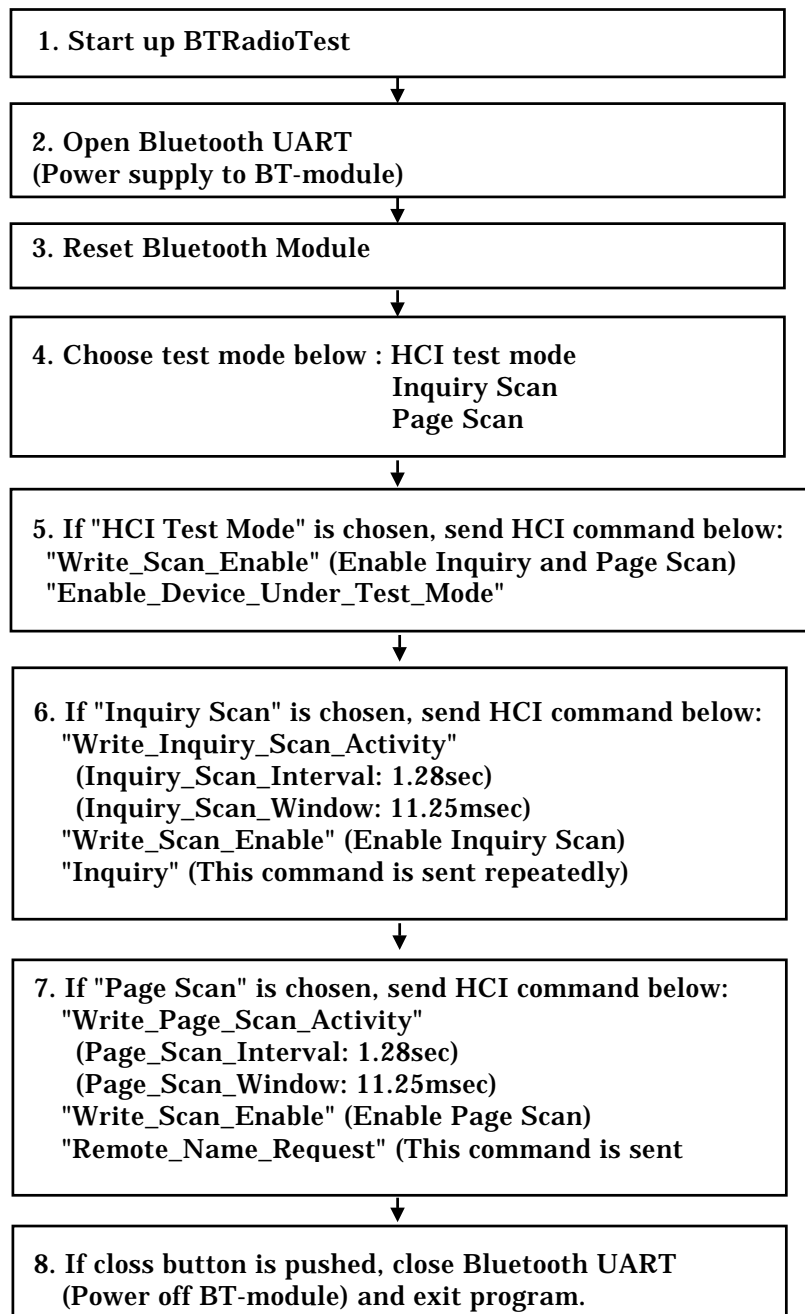 1. Start up BTRadioTest
2. Open Bluetooth UART
(Power supply to BT-module)
3. Reset Bluetooth Module
4. Choose test mode below : HCI test mode
Inquiry Scan
Page Scan
5. If "HCI Test Mode" is chosen, send HCI command below:
"Write_Scan_Enable" (Enable Inquiry and Page Scan)
"Enable_Device_Under_Test_Mode"
6. If "Inquiry Scan" is chosen, send HCI command below:
"Write_Inquiry_Scan_Activity"
(Inquiry_Scan_Interval: 1.28sec)
(Inquiry_Scan_Window: 11.25msec)
"Write_Scan_Enable" (Enable Inquiry Scan)
"Inquiry" (This command is sent repeatedly)
7. If "Page Scan" is chosen, send HCI command below:
"Write_Page_Scan_Activity"
(Page_Scan_Interval: 1.28sec)
(Page_Scan_Window: 11.25msec)
"Write_Scan_Enable" (Enable Page Scan)
"Remote_Name_Request" (This command is sent
8. If closs button is pushed, close Bluetooth UART
(Power off BT-module) and exit program.